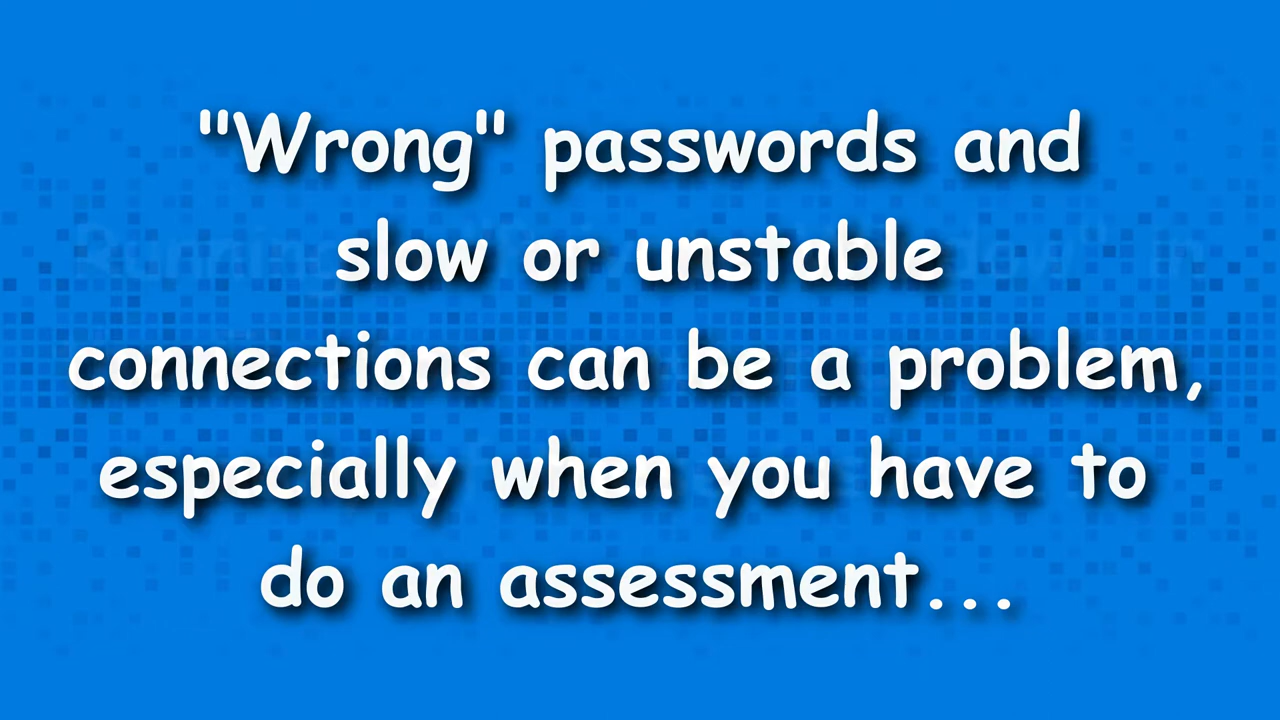 "Wrong" passwords and
slow or unstable
connections can be a problem,
especially when you have to
do an assessment...